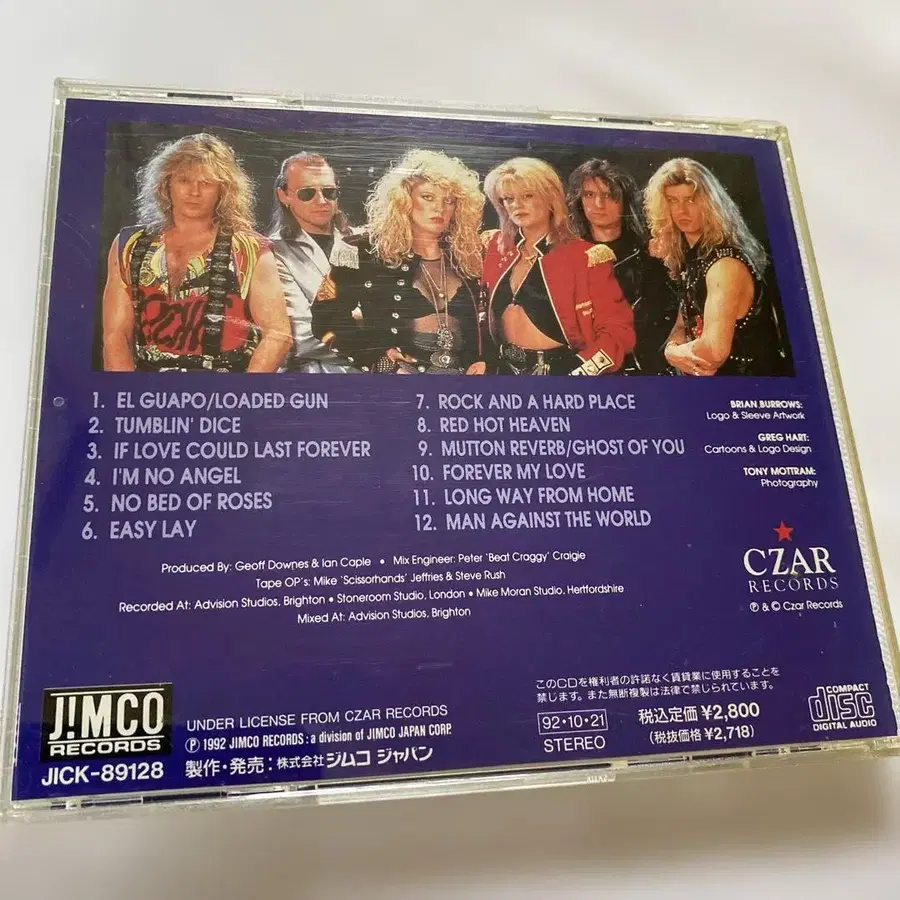 1. EL GUAPO/LOADED GUN
2. TUMBLIN' DICE
3. IF LOVE COULD LAST FOREVER
4. I'M NO ANGEL
5. NO BED OF ROSES
6. EASY LAY
7. ROCK AND A HARD PLACE
8. RED HOT HEAVEN
9. MUTTON REVERB/GHOST OF YOU
10. FOREVER MY LOVE
11. LONG WAY FROM HOME
12. MAN AGAINST THE WORLD
BRIAN BURROWS:
Logo & Sleeve Artwork
GREG HART:
Cartoons & Logo Design
TONY MOTTRAM:
Photography
Produced By: Geoff Downes & Ian Caple • Mix Engineer: Peter 'Beat Craggy' Craigie
Tape OP's: Mike 'Scissorhands' Jeffries & Steve Rush
Recorded At: Advision Studios, Brighton • Stoneroom Studio, London • Mike Moran Studio, Hertfordshire
Mixed At: Advision Studios, Brighton
CZAR
RECORDS
℗ & © Czar Records
J!MCO
RECORDS
JICK-89128
UNDER LICENSE FROM CZAR RECORDS
℗ 1992 JIMCO RECORDS: a division of JIMCO JAPAN CORP.
製作・発売：株式会社 ジムコ ジャパン
このCDを権利者の許諾なく賃貸業に使用することを
禁じます。また無断複製は法律で禁じられています。
92・10・21
STEREO
税込定価 ¥2,800
(税抜価格 ¥2,718)
COMPACT
disc
DIGITAL AUDIO